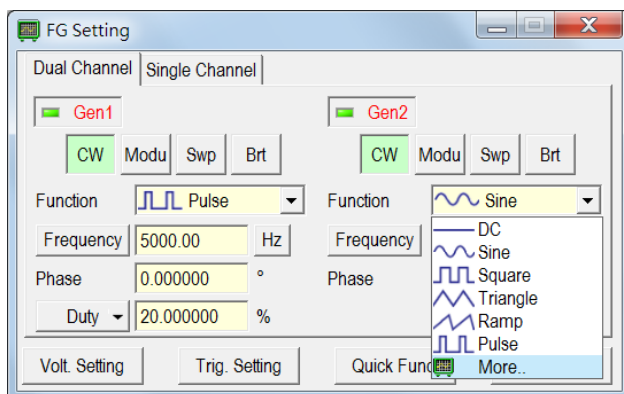 FG Setting
Dual Channel Single Channel
Gen1 Gen2
CW Modu Swp Brt CW Modu Swp Brt
Function Pulse Function Sine
DC
Frequency 5000.00 Hz Frequency Sine
Square
Phase 0.000000 ° Phase Triangle
Ramp
Duty 20.000000 % Pulse
Volt. Setting Trig. Setting Quick More..